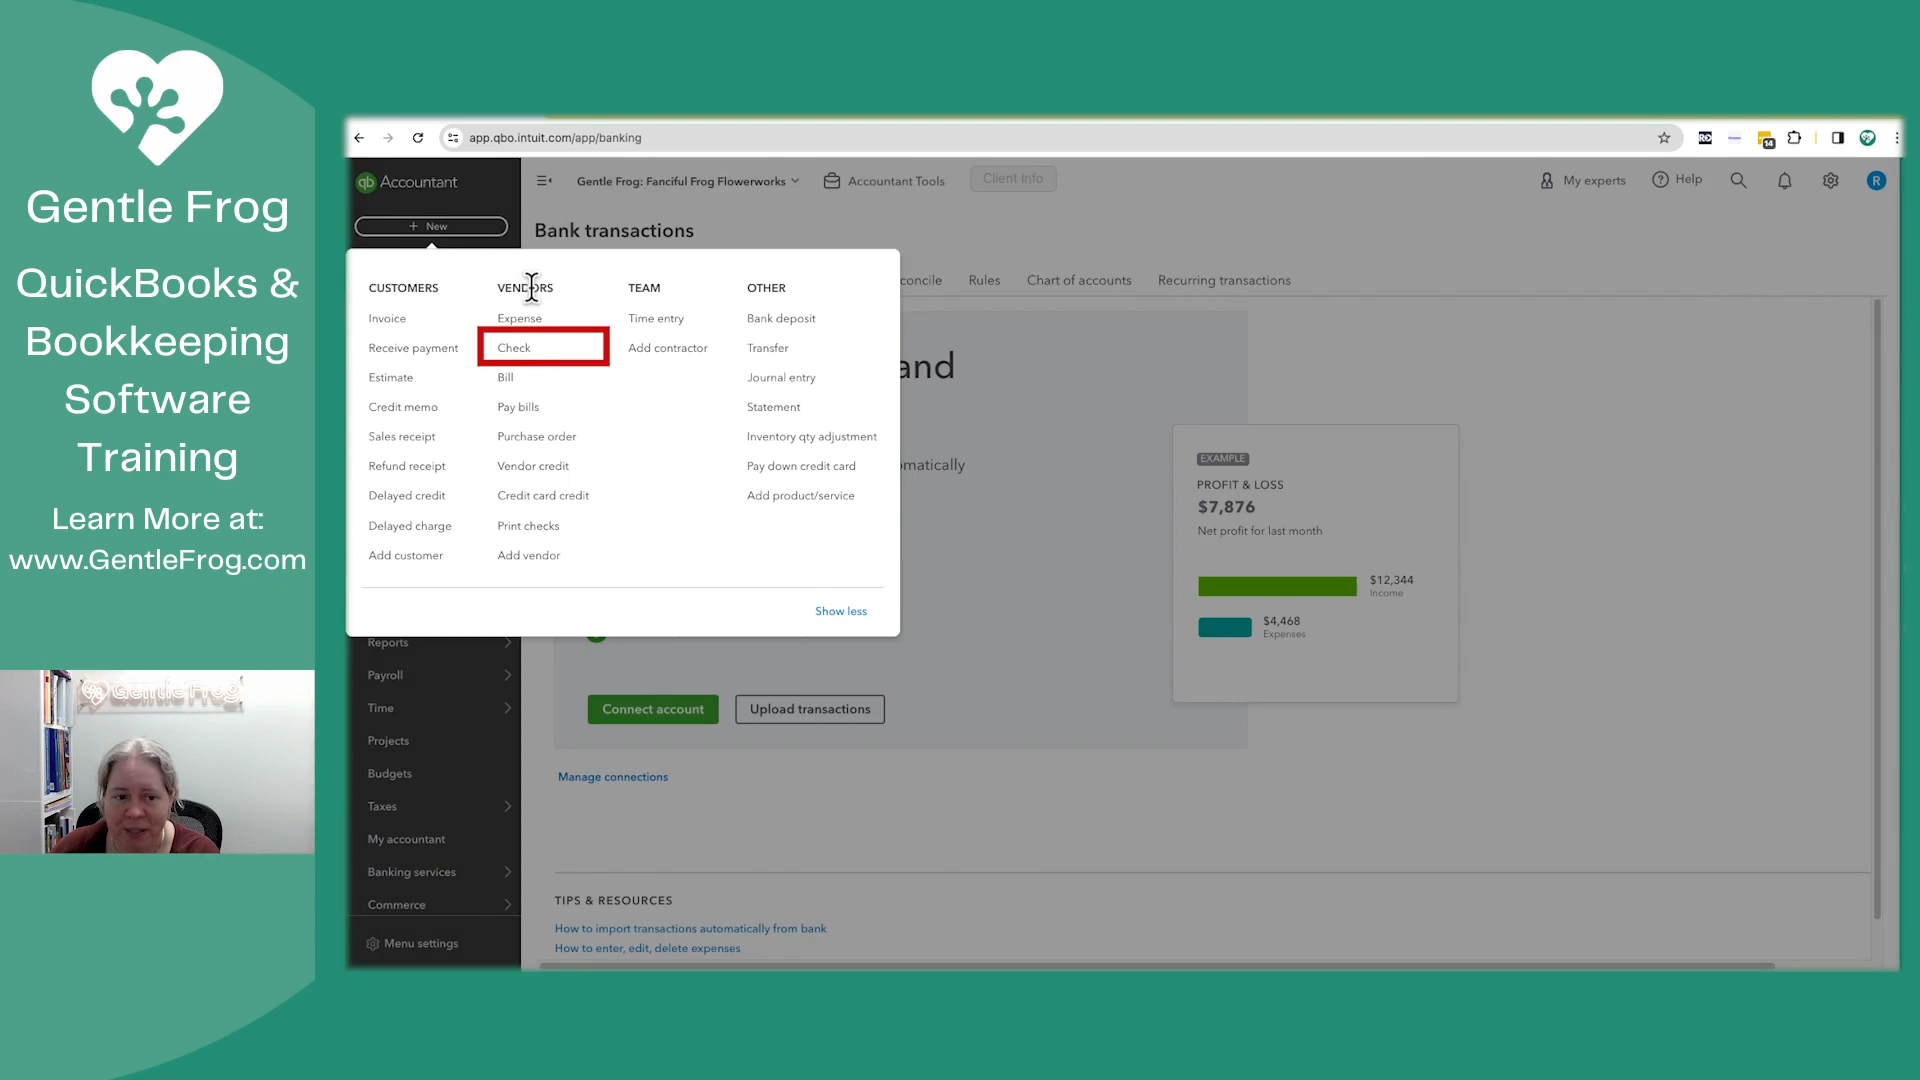 Gentle Frog
QuickBooks &
Bookkeeping
Software
Training
Learn More at:
www.GentleFrog.com
Gentle Frog
app.qbo.intuit.com/app/banking
14
qb Accountant
Gentle Frog: Fanciful Frog Flowerworks
Accountant Tools
Client Info
My experts
Help
R
+ New
Bank transactions
concile
Rules
Chart of accounts
Recurring transactions
CUSTOMERS
Invoice
Receive payment
Estimate
Credit memo
Sales receipt
Refund receipt
Delayed credit
Delayed charge
Add customer
VENDORS
Expense
Check
Bill
Pay bills
Purchase order
Vendor credit
Credit card credit
Print checks
Add vendor
TEAM
Time entry
Add contractor
OTHER
Bank deposit
Transfer
Journal entry
Statement
Inventory qty adjustment
Pay down credit card
Add product/service
Show less
and
omatically
EXAMPLE
PROFIT & LOSS
$7,876
Net profit for last month
$12,344
Income
$4,468
Expenses
Reports
Payroll
Time
Projects
Budgets
Taxes
My accountant
Banking services
Commerce
Menu settings
Connect account
Upload transactions
Manage connections
TIPS & RESOURCES
How to import transactions automatically from bank
How to enter, edit, delete expenses